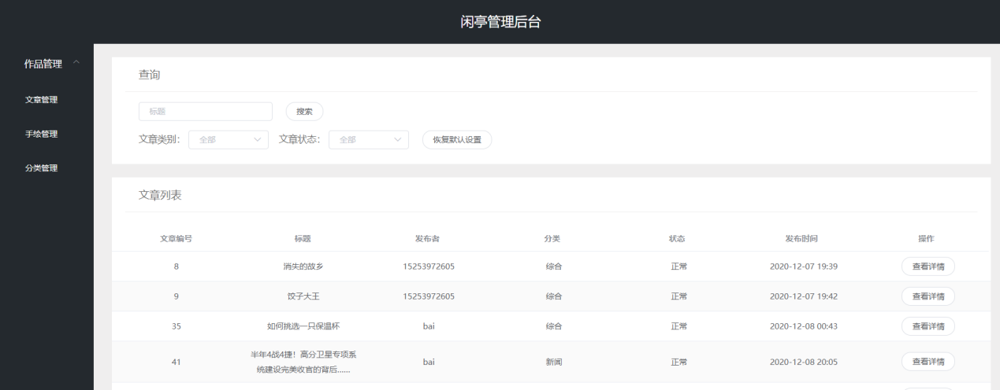 闲亭管理后台
作品管理
文章管理
手绘管理
分类管理
查询
标题 搜索
文章类别: 全部 文章状态: 全部 恢复默认设置
文章列表
文章编号 标题 发布者 分类 状态 发布时间 操作
8 消失的故乡 15253972605 综合 正常 2020-12-07 19:39 查看详情
9 饺子大王 15253972605 综合 正常 2020-12-07 19:42 查看详情
35 如何挑选一只保温杯 bai 综合 正常 2020-12-08 00:43 查看详情
41 半年4战4捷！高分卫星专项系 bai 新闻 正常 2020-12-08 20:05 查看详情
统建设完美收官的背后......